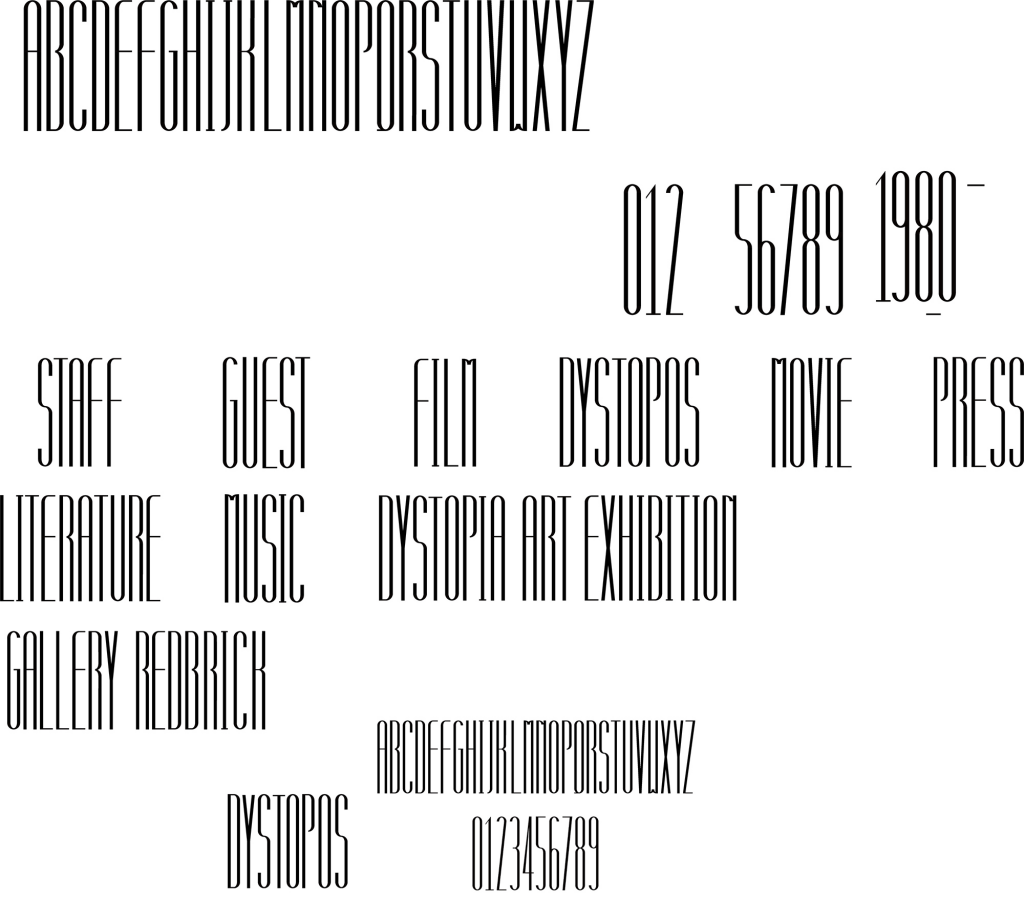 ABCDEFGHIJKLMNOPQRSTUVWXYZ
012 56789 1980
STAFF GUEST FILM DYSTOPOS MOVIE PRESS
LITERATURE MUSIC DYSTOPIA ART EXHIBITION
GALLERY REDBRICK
ABCDEFGHIJKLMNOPQRSTUVWXYZ
DYSTOPOS 0123456789